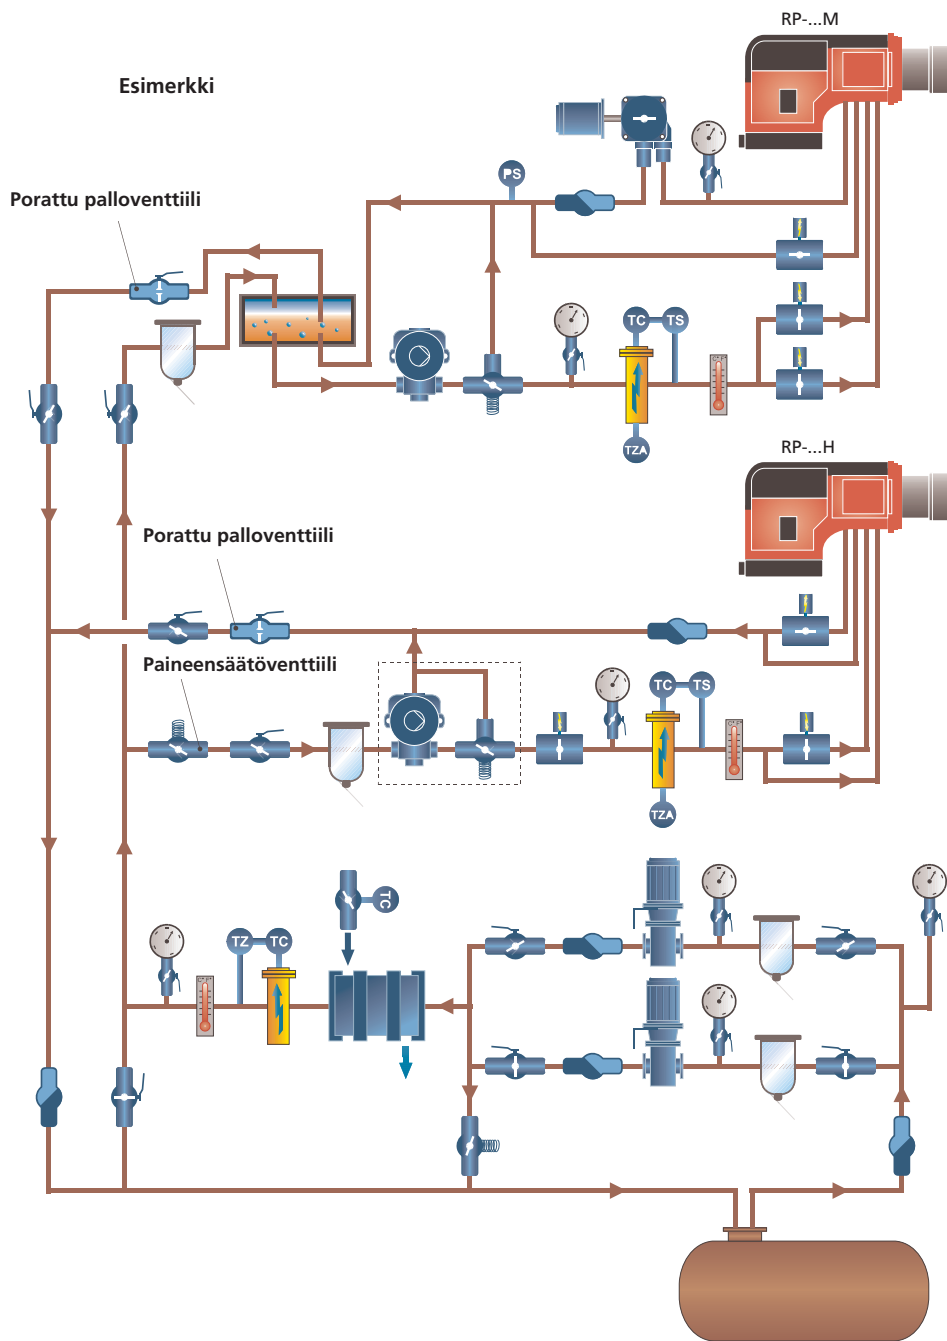 RP-...M
Esimerkki
PS
Porattu palloventtiili
TC TS
TZA
RP-...H
Porattu palloventtiili
Paineensäätöventtiili
TC TS
TZA
TC
TZ TC